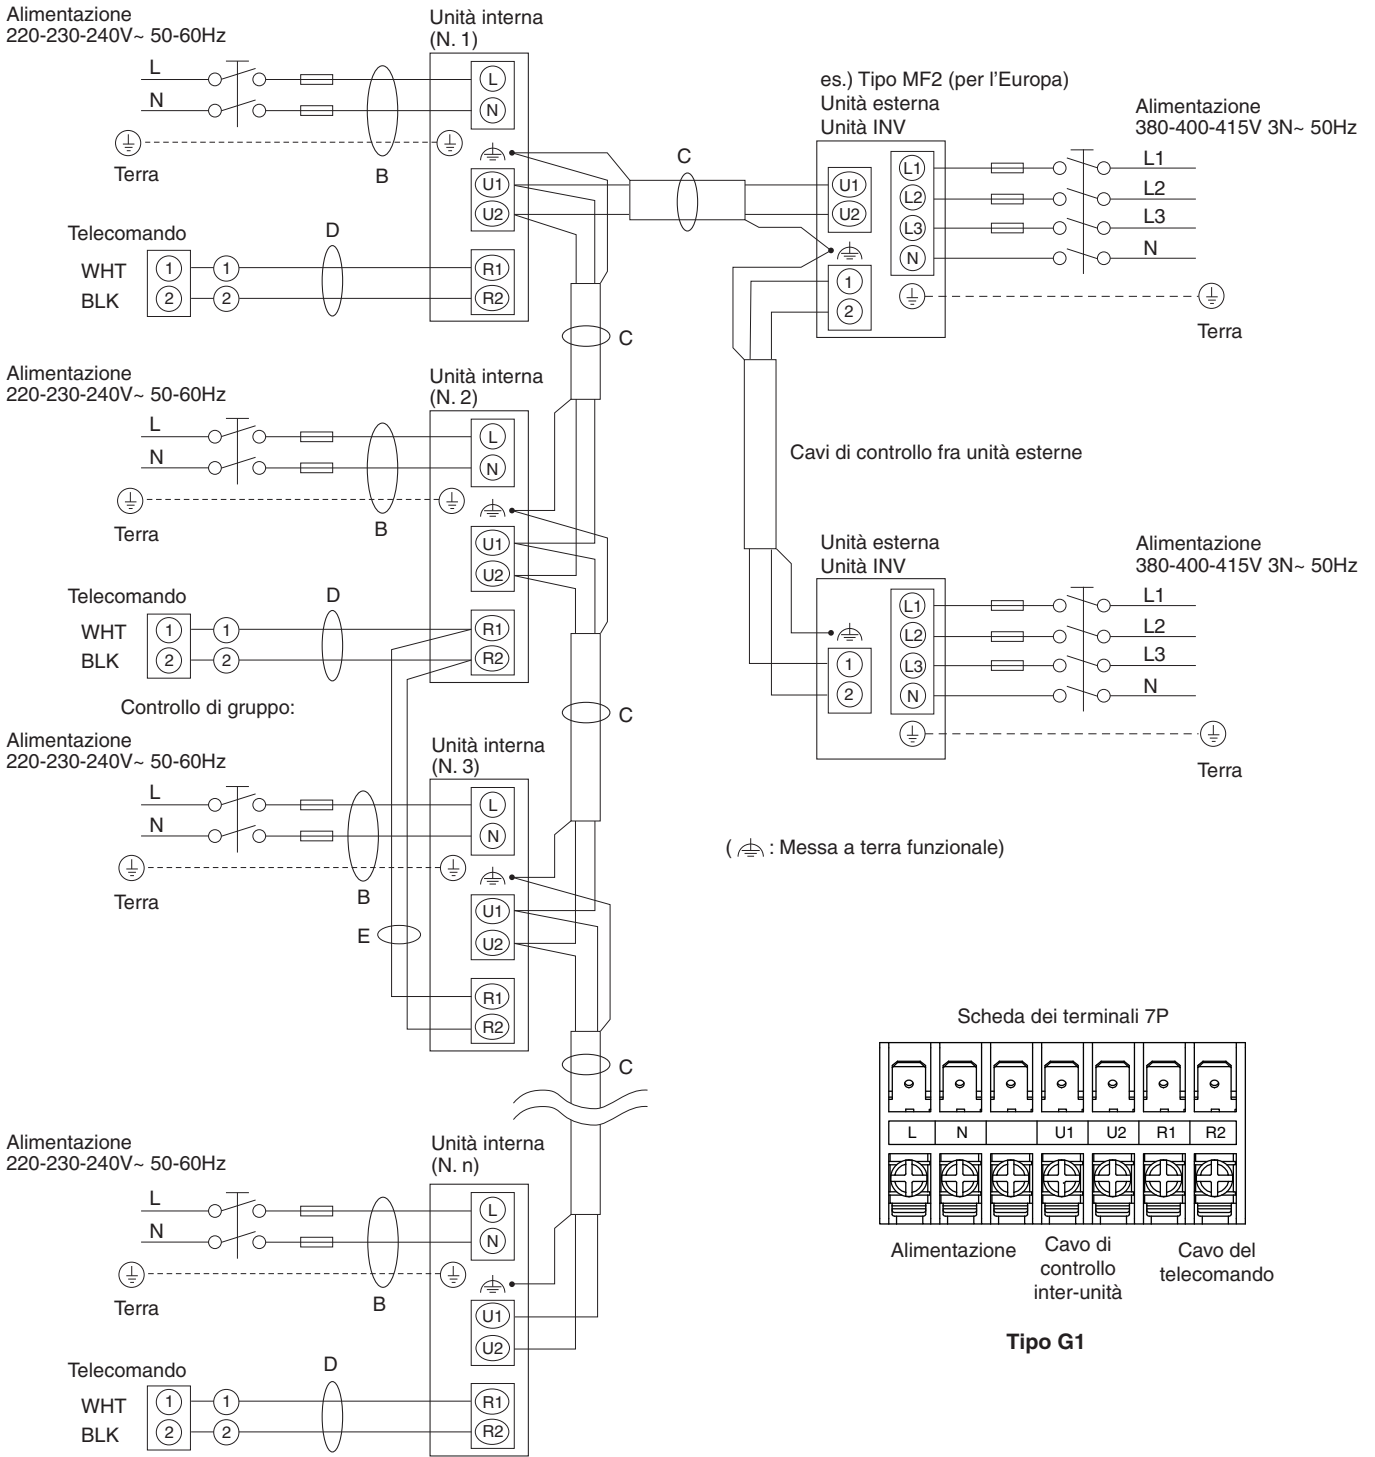 Alimentazione
220-230-240V~ 50-60Hz
L
N
Terra
B
Unità interna
(N. 1)
L
N
U1
U2
R1
R2
Telecomando
WHT
BLK
1
2
1
2
D
C
C
es.) Tipo MF2 (per l'Europa)
Unità esterna
Unità INV
U1
U2
1
2
L1
L2
L3
N
Alimentazione
380-400-415V 3N~ 50Hz
L1
L2
L3
N
Terra
Alimentazione
220-230-240V~ 50-60Hz
L
N
Terra
B
Unità interna
(N. 2)
L
N
U1
U2
R1
R2
Telecomando
WHT
BLK
1
2
1
2
D
C
Cavi di controllo fra unità esterne
Unità esterna
Unità INV
1
2
L1
L2
L3
N
Alimentazione
380-400-415V 3N~ 50Hz
L1
L2
L3
N
Terra
Controllo di gruppo:
Alimentazione
220-230-240V~ 50-60Hz
L
N
Terra
B
E
Unità interna
(N. 3)
L
N
U1
U2
R1
R2
C
( : Messa a terra funzionale)
Alimentazione
220-230-240V~ 50-60Hz
L
N
Terra
B
Unità interna
(N. n)
L
N
U1
U2
R1
R2
Telecomando
WHT
BLK
1
2
1
2
D
Scheda dei terminali 7P
L N U1 U2 R1 R2
Alimentazione
Cavo di
controllo
inter-unità
Cavo del
telecomando
Tipo G1